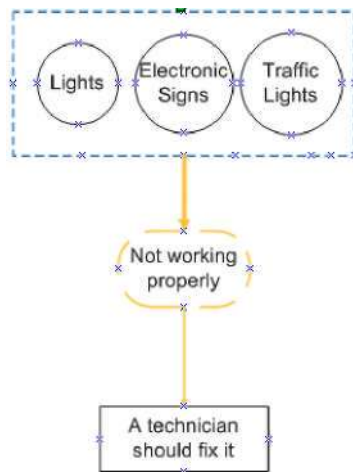 Lights
Electronic
Signs
Traffic
Lights
Not working
properly
A technician
should fix it